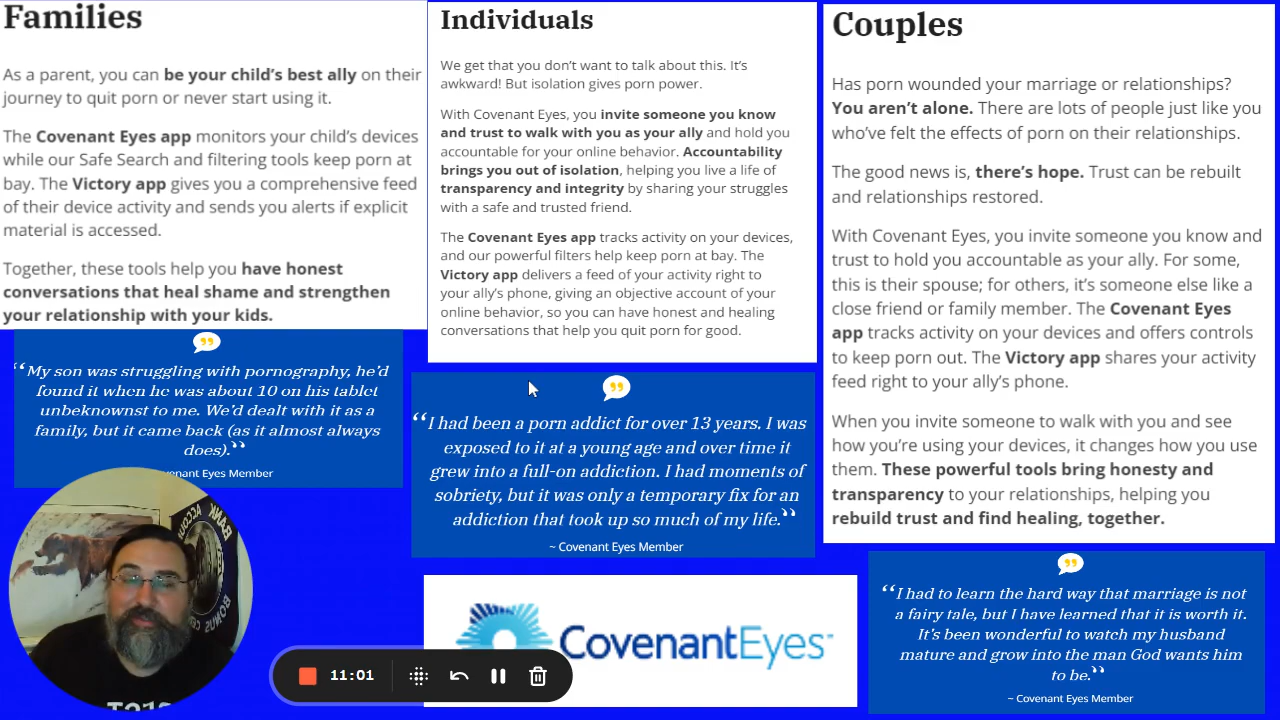 Families
As a parent, you can be your child's best ally on their
journey to quit porn or never start using it.
The Covenant Eyes app monitors your child's devices
while our Safe Search and filtering tools keep porn at
bay. The Victory app gives you a comprehensive feed
of their device activity and sends you alerts if explicit
material is accessed.
Together, these tools help you have honest
conversations that heal shame and strengthen
your relationship with your kids.
“My son was struggling with pornography, he'd
found it when he was about 10 on his tablet
unbeknownst to me. We'd dealt with it as a
family, but it came back (as it almost always
does).”
venant Eyes Member
Individuals
We get that you don't want to talk about this. It's
awkward! But isolation gives porn power.
With Covenant Eyes, you invite someone you know
and trust to walk with you as your ally and hold you
accountable for your online behavior. Accountability
brings you out of isolation, helping you live a life of
transparency and integrity by sharing your struggles
with a safe and trusted friend.
The Covenant Eyes app tracks activity on your devices,
and our powerful filters help keep porn at bay. The
Victory app delivers a feed of your activity right to
your ally's phone, giving an objective account of your
online behavior, so you can have honest and healing
conversations that help you quit porn for good.
“I had been a porn addict for over 13 years. I was
exposed to it at a young age and over time it
grew into a full-on addiction. I had moments of
sobriety, but it was only a temporary fix for an
addiction that took up so much of my life.”
~ Covenant Eyes Member
Couples
Has porn wounded your marriage or relationships?
You aren't alone. There are lots of people just like you
who've felt the effects of porn on their relationships.
The good news is, there's hope. Trust can be rebuilt
and relationships restored.
With Covenant Eyes, you invite someone you know and
trust to hold you accountable as your ally. For some,
this is their spouse; for others, it's someone else like a
close friend or family member. The Covenant Eyes
app tracks activity on your devices and offers controls
to keep porn out. The Victory app shares your activity
feed right to your ally's phone.
When you invite someone to walk with you and see
how you're using your devices, it changes how you use
them. These powerful tools bring honesty and
transparency to your relationships, helping you
rebuild trust and find healing, together.
“I had to learn the hard way that marriage is not
a fairy tale, but I have learned that it is worth it.
It's been wonderful to watch my husband
mature and grow into the man God wants him
to be.”
~ Covenant Eyes Member
CovenantEyes
11:01
BANK
BONUS